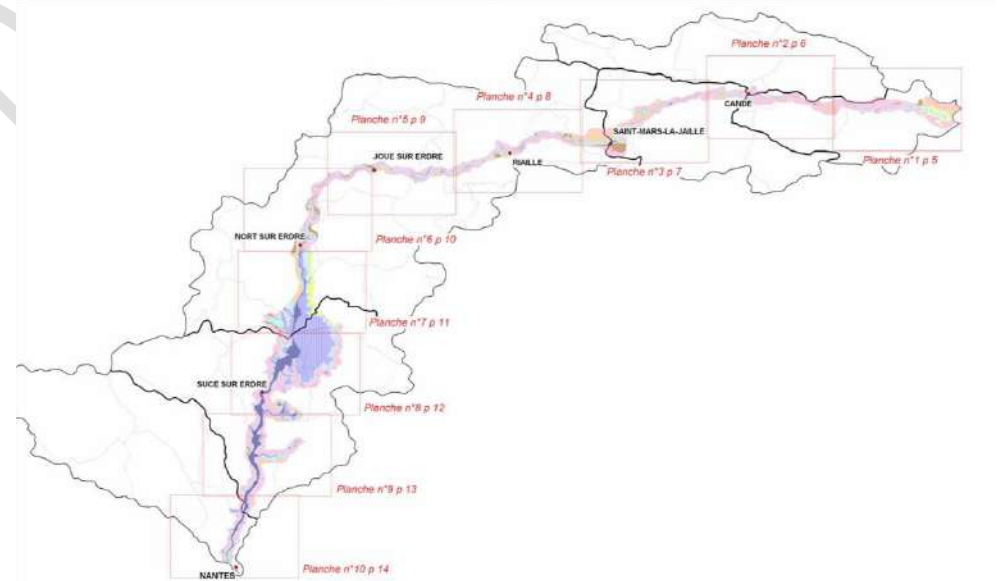 Planche n°2 p 6
Planche n°4 p 8
CANDE
Planche n°5 p 9
SAINT-MARS-LA-JAILLE
JOUE SUR ERDRE
RIAILLE
Planche n°1 p 5
Planche n°3 p 7
NORT SUR ERDRE
Planche n°6 p 10
Planche n°7 p 11
SUCE SUR ERDRE
Planche n°8 p 12
Planche n°9 p 13
Planche n°10 p 14
NANTES